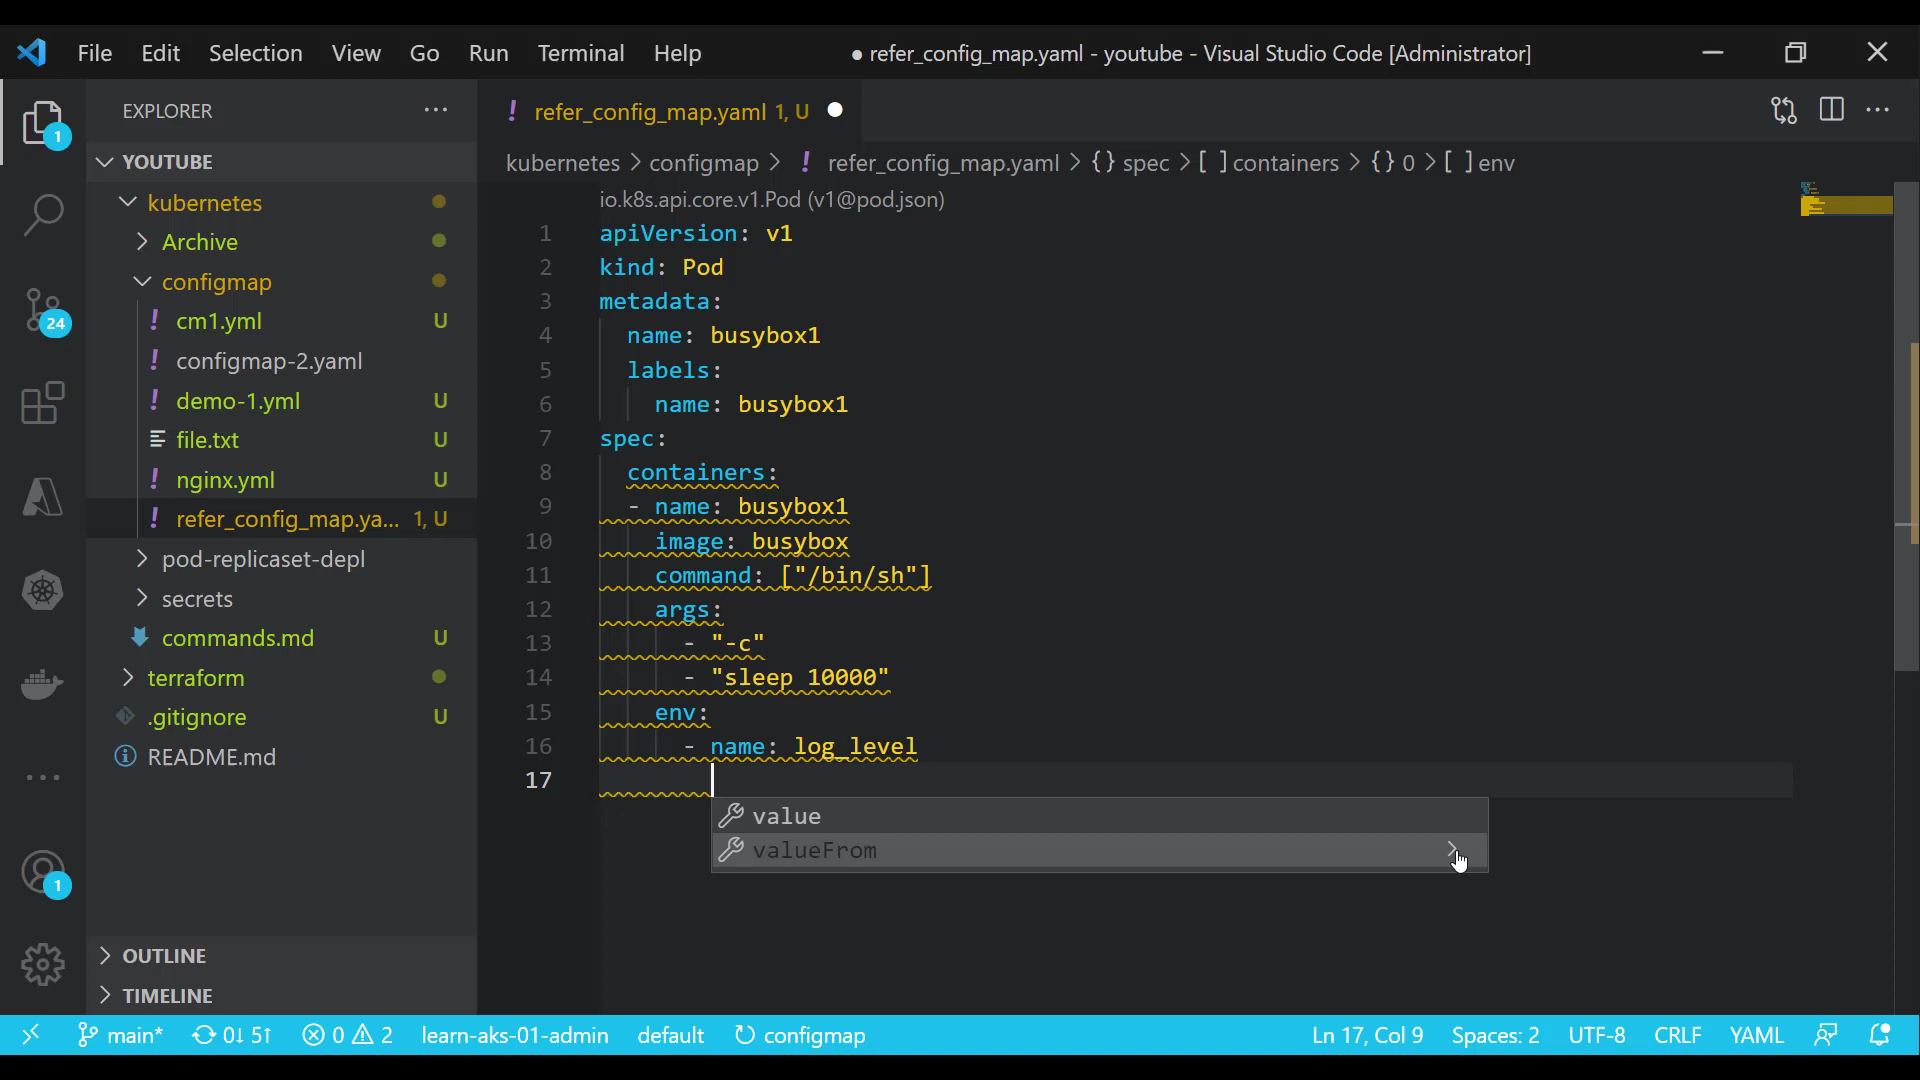 File Edit Selection View Go Run Terminal Help ● refer_config_map.yaml - youtube - Visual Studio Code [Administrator]
EXPLORER ···
! refer_config_map.yaml 1, U ●
1
YOUTUBE
kubernetes > configmap > ! refer_config_map.yaml > {} spec > [ ] containers > {} 0 > [ ] env
kubernetes
Archive
configmap
! cm1.yml U
! configmap-2.yaml
! demo-1.yml U
file.txt U
! nginx.yml U
! refer_config_map.ya... 1, U
pod-replicaset-depl
secrets
commands.md U
terraform
.gitignore U
README.md
24
1
OUTLINE
TIMELINE
io.k8s.api.core.v1.Pod (v1@pod.json)
1 apiVersion: v1
2 kind: Pod
3 metadata:
4   name: busybox1
5   labels:
6     name: busybox1
7 spec:
8   containers:
9   - name: busybox1
10     image: busybox
11     command: ["/bin/sh"]
12     args:
13       - "-c"
14       - "sleep 10000"
15     env:
16       - name: log_level
17
value
valueFrom
main* 0↓ 5↑ 0 2 learn-aks-01-admin default configmap Ln 17, Col 9 Spaces: 2 UTF-8 CRLF YAML